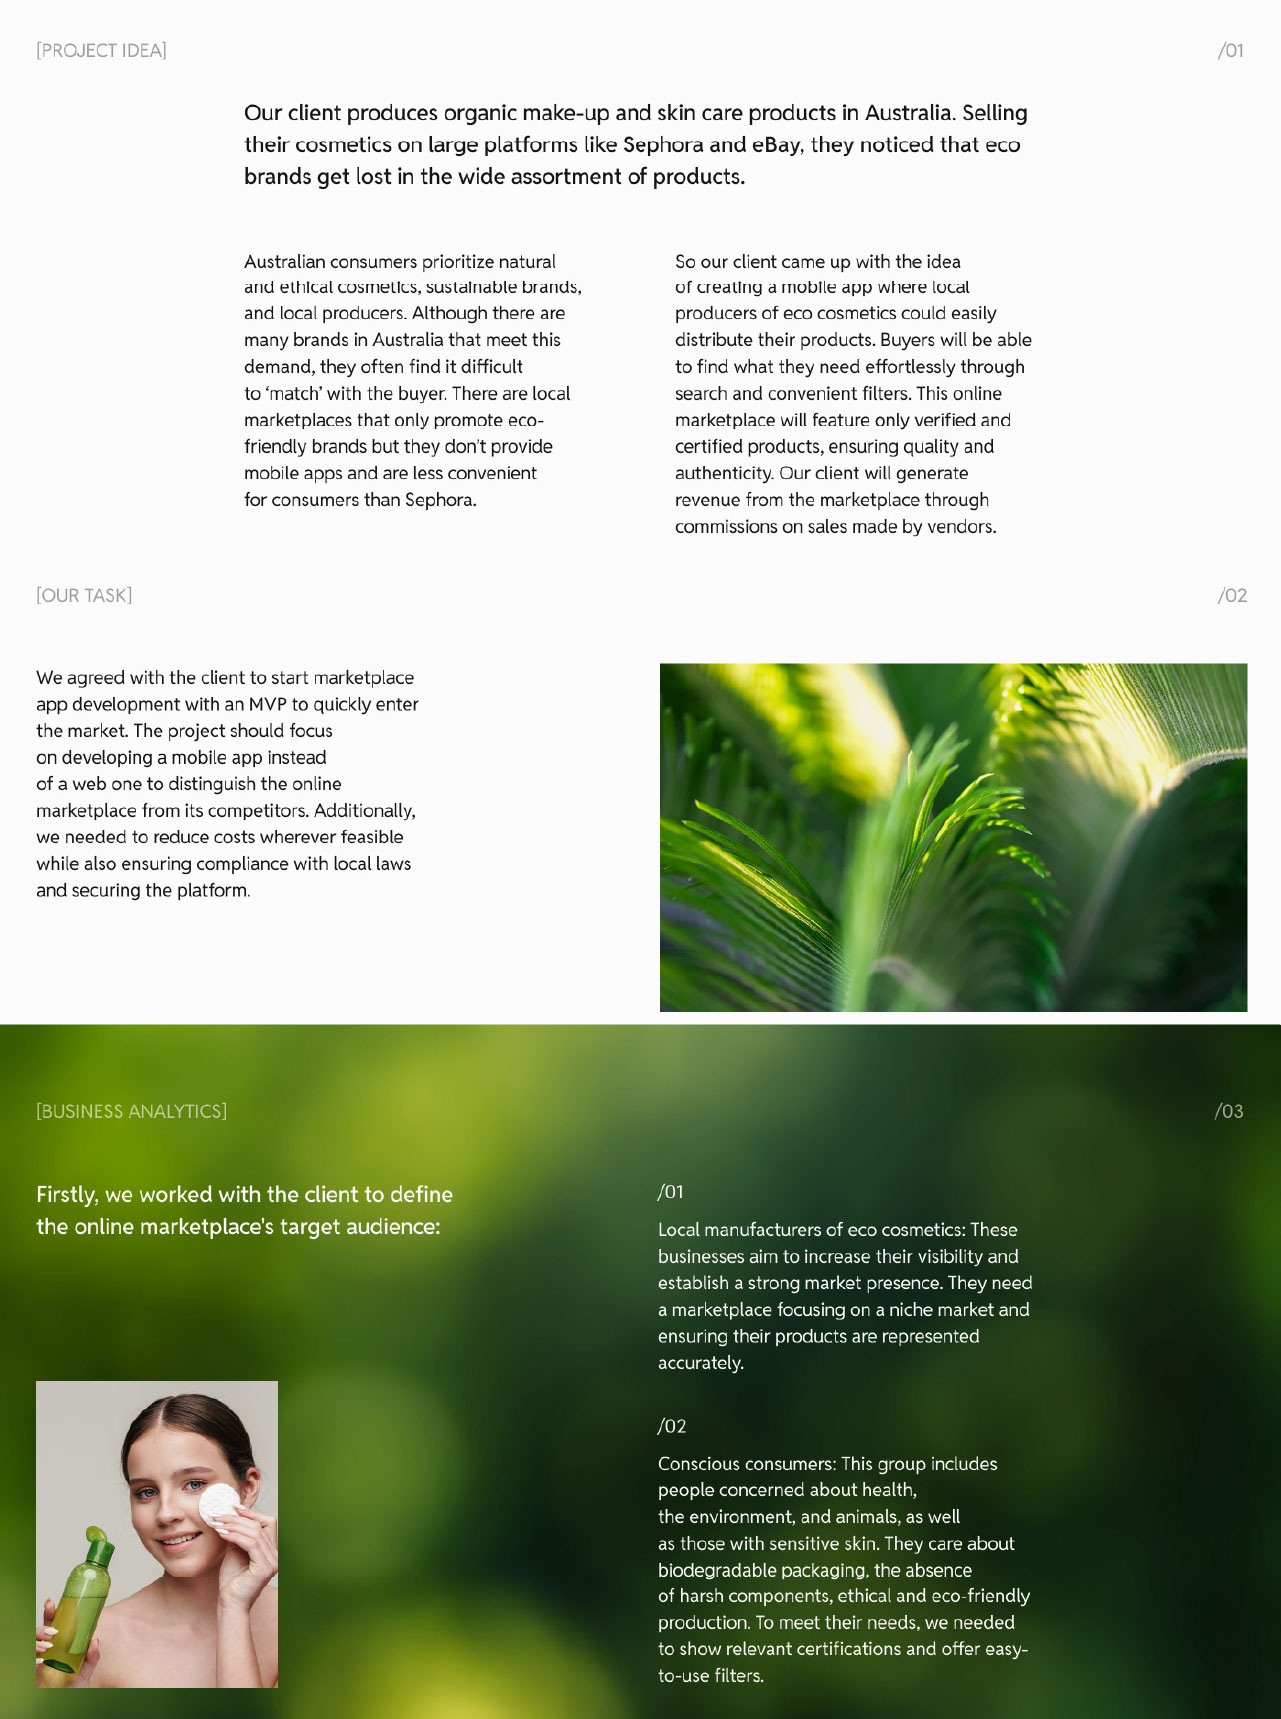 [PROJECT IDEA]
/01
Our client produces organic make-up and skin care products in Australia. Selling
their cosmetics on large platforms like Sephora and eBay, they noticed that eco
brands get lost in the wide assortment of products.
Australian consumers prioritize natural
and ethical cosmetics, sustainable brands,
and local producers. Although there are
many brands in Australia that meet this
demand, they often find it difficult
to ‘match’ with the buyer. There are local
marketplaces that only promote eco-
friendly brands but they don’t provide
mobile apps and are less convenient
for consumers than Sephora.
So our client came up with the idea
of creating a mobile app where local
producers of eco cosmetics could easily
distribute their products. Buyers will be able
to find what they need effortlessly through
search and convenient filters. This online
marketplace will feature only verified and
certified products, ensuring quality and
authenticity. Our client will generate
revenue from the marketplace through
commissions on sales made by vendors.
[OUR TASK]
/02
We agreed with the client to start marketplace
app development with an MVP to quickly enter
the market. The project should focus
on developing a mobile app instead
of a web one to distinguish the online
marketplace from its competitors. Additionally,
we needed to reduce costs wherever feasible
while also ensuring compliance with local laws
and securing the platform.
[BUSINESS ANALYTICS]
/03
Firstly, we worked with the client to define
the online marketplace's target audience:
/01
Local manufacturers of eco cosmetics: These
businesses aim to increase their visibility and
establish a strong market presence. They need
a marketplace focusing on a niche market and
ensuring their products are represented
accurately.
/02
Conscious consumers: This group includes
people concerned about health,
the environment, and animals, as well
as those with sensitive skin. They care about
biodegradable packaging, the absence
of harsh components, ethical and eco-friendly
production. To meet their needs, we needed
to show relevant certifications and offer easy-
to-use filters.